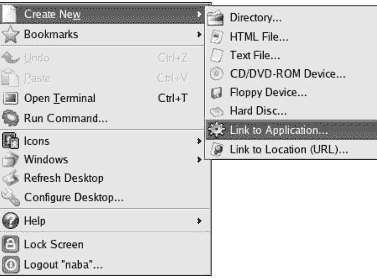 Create New
Bookmarks
Undo Ctrl+Z
Paste Ctrl+V
Open Terminal Ctrl+T
Run Command...
Icons
Windows
Refresh Desktop
Configure Desktop...
Help
Lock Screen
Logout "naba"...
Directory...
HTML File...
Text File...
CD/DVD-ROM Device...
Floppy Device...
Hard Disc...
Link to Application...
Link to Location (URL)...